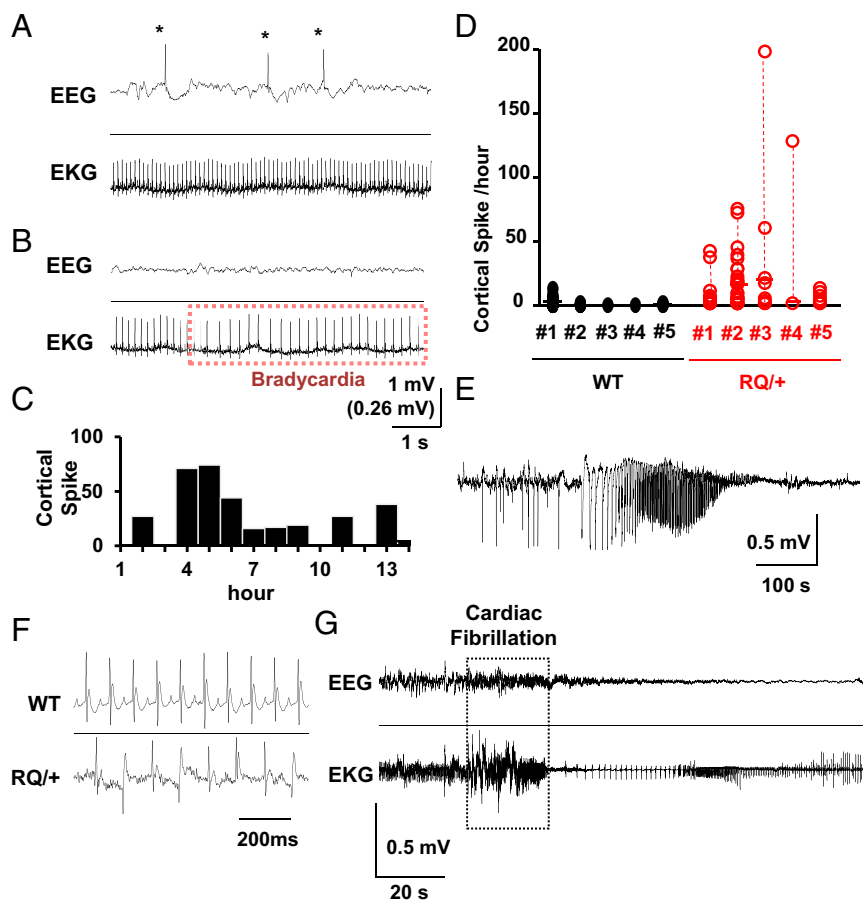 A
* * *
EEG
EKG
B
EEG
EKG
Bradycardia
1 mV
(0.26 mV)
1 s
C
Cortical
Spike
100
50
0
1 4 7 10 13
hour
D
Cortical Spike /hour
200
150
100
50
0
#1 #2 #3 #4 #5 #1 #2 #3 #4 #5
WT RQ/+
E
0.5 mV
100 s
F
WT
RQ/+
200ms
G
Cardiac
Fibrillation
EEG
EKG
0.5 mV
20 s